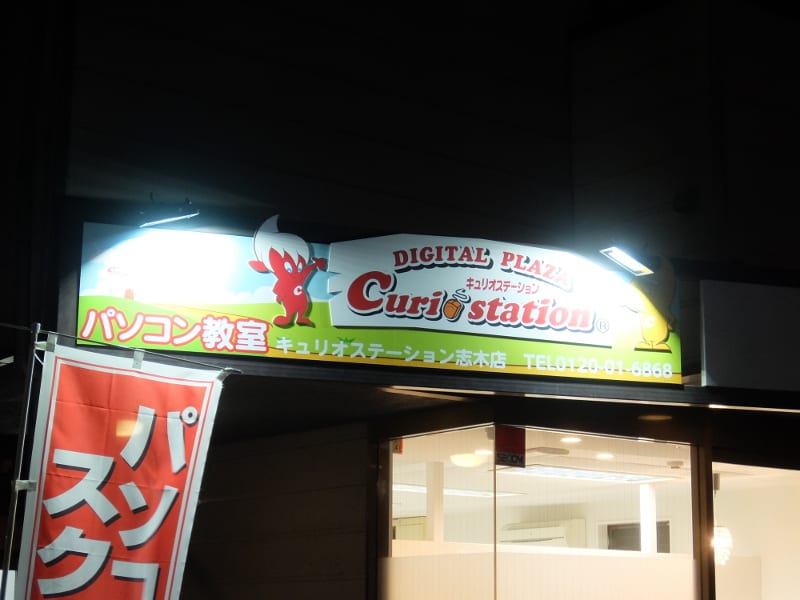 DIGITAL PLAZA
キュリオステーション
Curiostation®
パソコン教室
キュリオステーション志木店 TEL0120-01-6868
パソコ
スク
SECOM